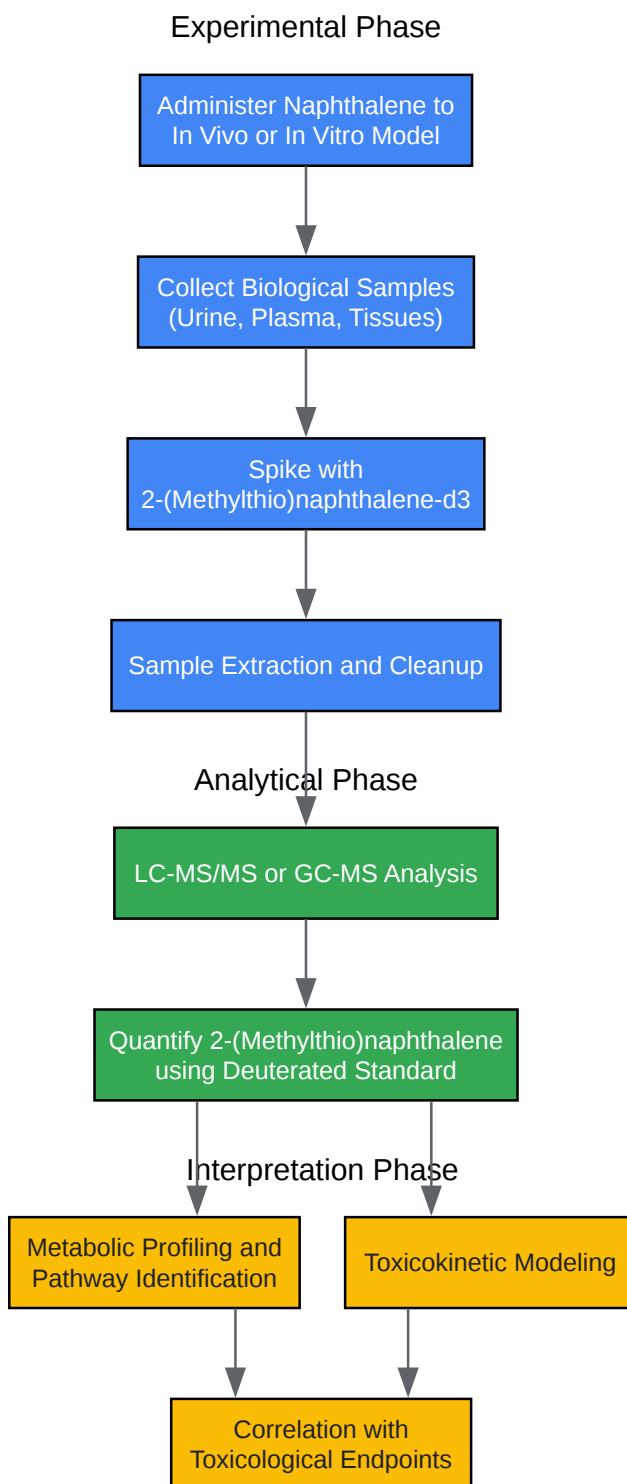 Experimental Phase
Administer Naphthalene to
In Vivo or In Vitro Model
Collect Biological Samples
(Urine, Plasma, Tissues)
Spike with
2-(Methylthio)naphthalene-d3
Sample Extraction and Cleanup
Analytical Phase
LC-MS/MS or GC-MS Analysis
Quantify 2-(Methylthio)naphthalene
using Deuterated Standard
Interpretation Phase
Metabolic Profiling and
Pathway Identification
Toxicokinetic Modeling
Correlation with
Toxicological Endpoints